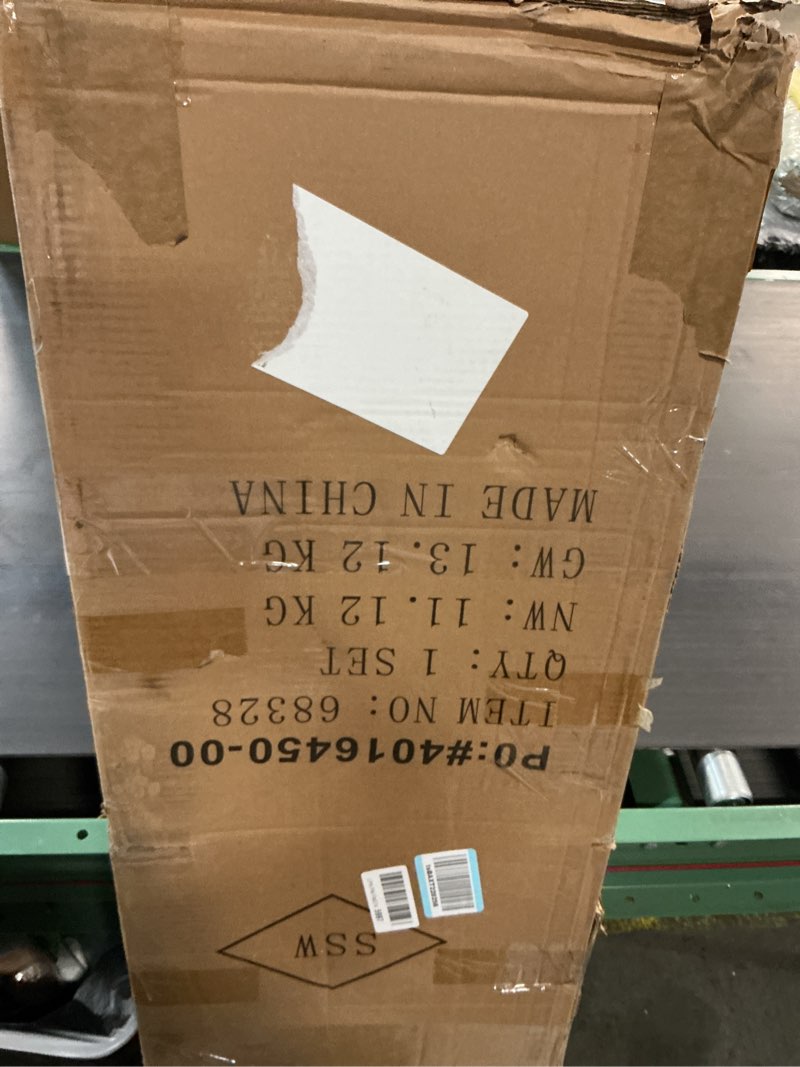 SSW
PO:#4016450-00
ITEM NO: 68328
QTY: 1 SET
NW: 11.12 KG
GW: 13.12 KG
MADE IN CHINA